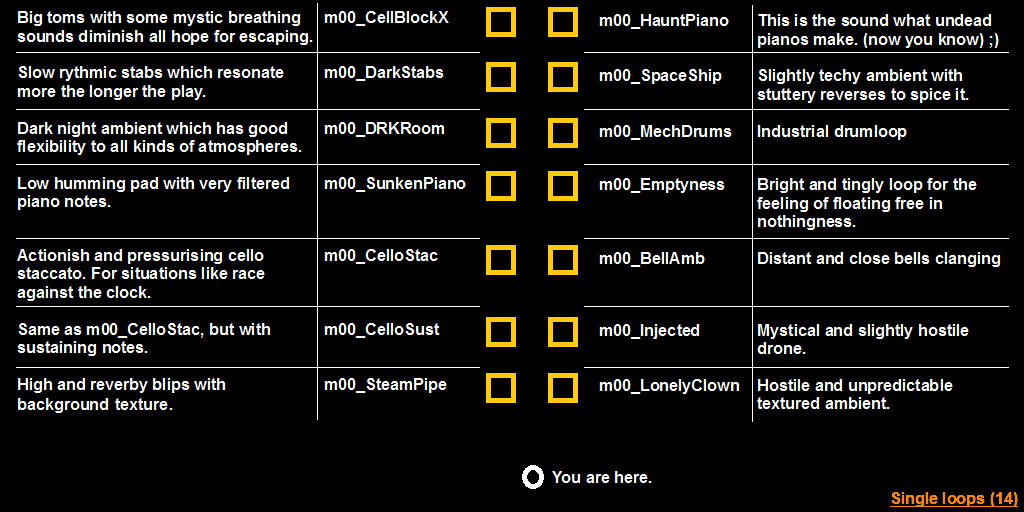 Big toms with some mystic breathing
sounds diminish all hope for escaping.
m00_CellBlockX
m00_HauntPiano
This is the sound what undead
pianos make. (now you know) ;)
Slow rythmic stabs which resonate
more the longer the play.
m00_DarkStabs
m00_SpaceShip
Slightly techy ambient with
stuttery reverses to spice it.
Dark night ambient which has good
flexibility to all kinds of atmospheres.
m00_DRKRoom
m00_MechDrums
Industrial drumloop
Low humming pad with very filtered
piano notes.
m00_SunkenPiano
m00_Emptyness
Bright and tingly loop for the
feeling of floating free in
nothingness.
Actionish and pressurising cello
staccato. For situations like race
against the clock.
m00_CelloStac
m00_BellAmb
Distant and close bells clanging
Same as m00_CelloStac, but with
sustaining notes.
m00_CelloSust
m00_Injected
Mystical and slightly hostile
drone.
High and reverby blips with
background texture.
m00_SteamPipe
m00_LonelyClown
Hostile and unpredictable
textured ambient.
You are here.
Single loops (14)